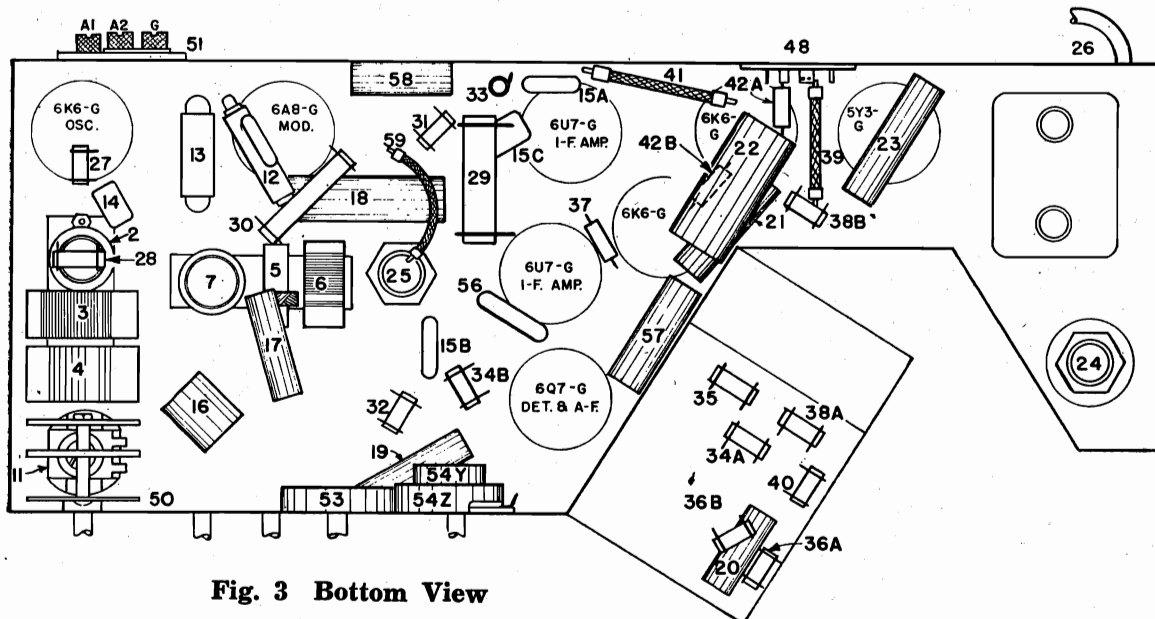 A1 A2 G
51
58
33
15A
41
48
26
42A
6K6-G
OSC.
27
14
13
6A8-G
MOD.
12
31
59
18
30
29
15C
6U7-G
I-F. AMP.
6K6-G
42B
22
39
5Y3-G
23
21
38B
2
28
3
4
7
5
6
17
25
37
6K6-G
6U7-G
I-F. AMP.
56
57
24
16
15B
34B
32
6Q7-G
DET. & A-F.
35
38A
34A
40
11
50
19
54Y
53
54Z
36B
36A
20
Fig. 3 Bottom View